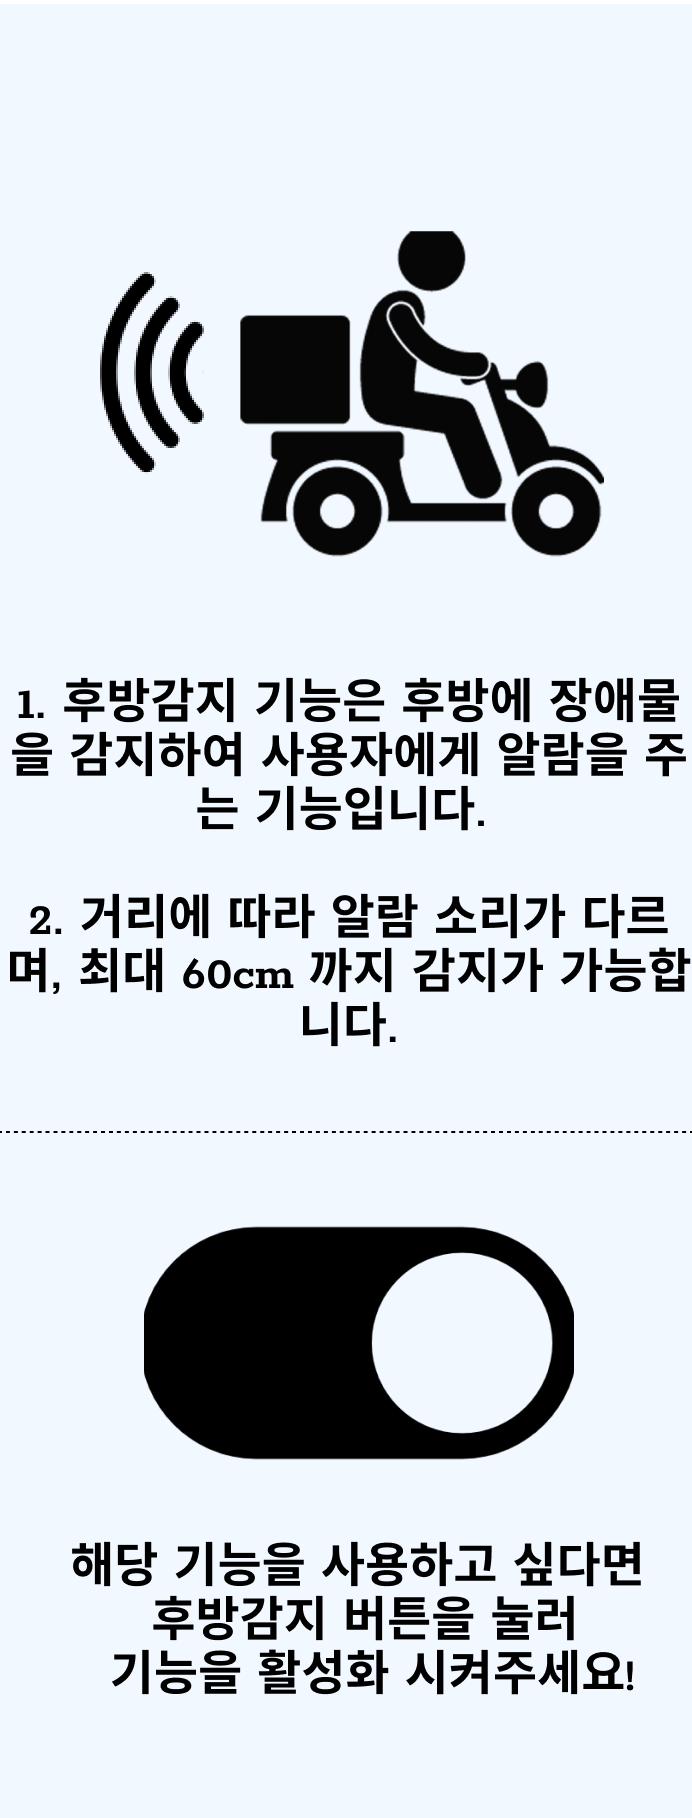 1. 후방감지 기능은 후방에 장애물
을 감지하여 사용자에게 알람을 주
는 기능입니다.
2. 거리에 따라 알람 소리가 다르
며, 최대 60cm 까지 감지가 가능합
니다.
해당 기능을 사용하고 싶다면
후방감지 버튼을 눌러
기능을 활성화 시켜주세요!